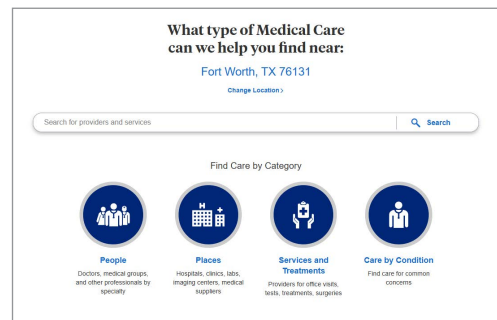 What type of Medical Care
can we help you find near:
Fort Worth, TX 76131
Change Location >
Search for providers and services
Search
Find Care by Category
People
Doctors, medical groups,
and other professionals by
specialty
Places
Hospitals, clinics, labs,
imaging centers, medical
suppliers
Services and
Treatments
Providers for office visits,
tests, treatments, surgeries
Care by Condition
Find care for common
concerns
H